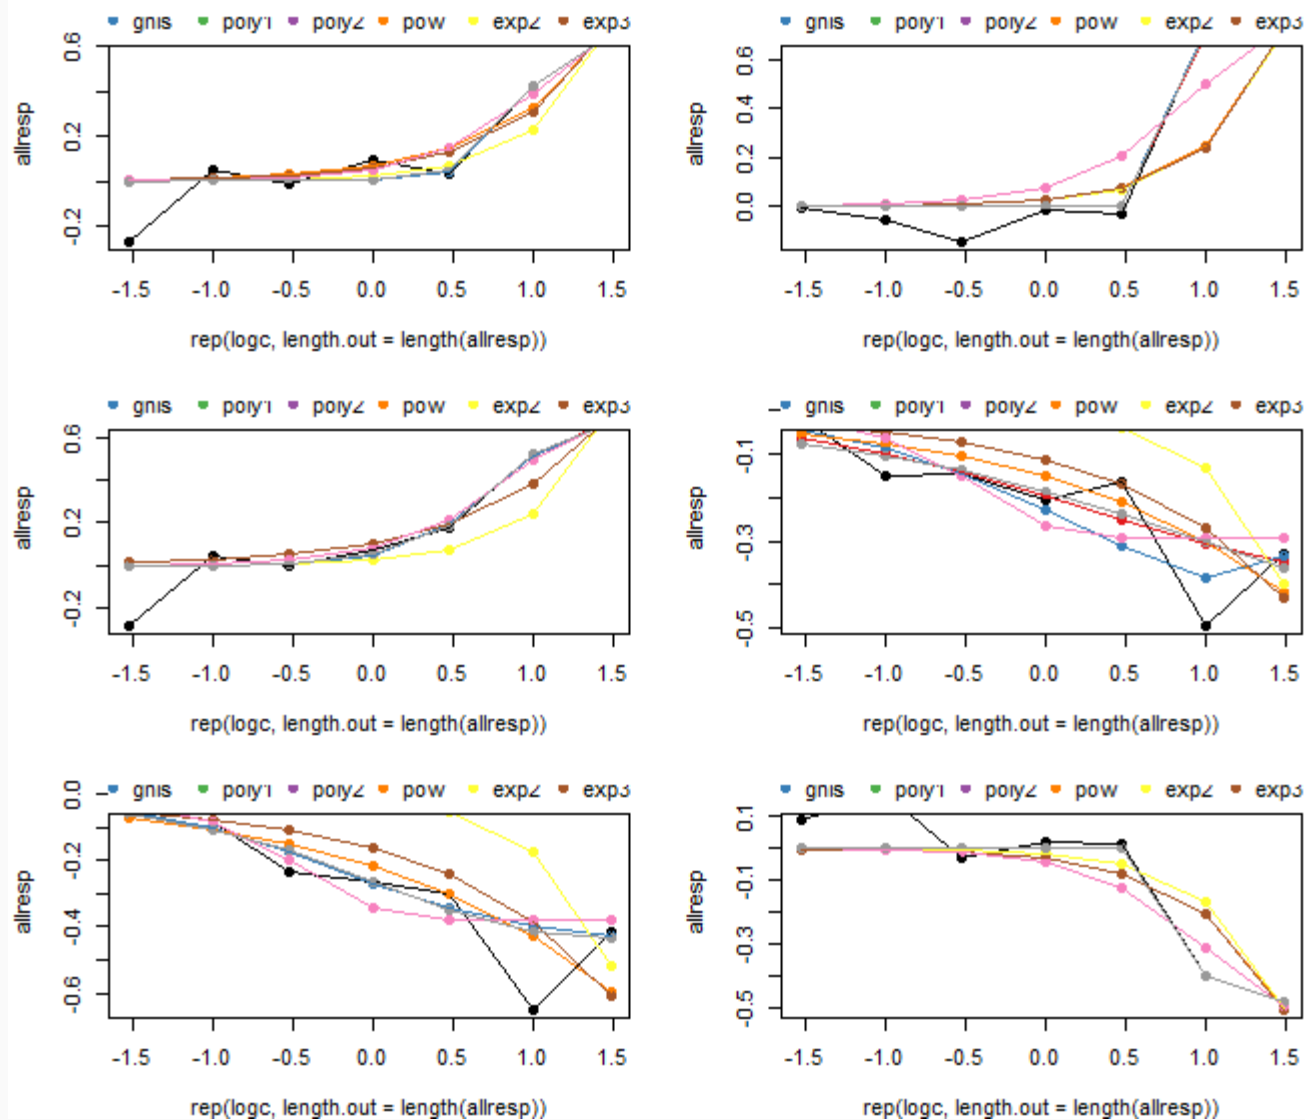 gnls poly1 poly2 pow exp2 exp3
gnls poly1 poly2 pow exp2 exp3
allresp
-0.2 0.2 0.6
-1.5 -1.0 -0.5 0.0 0.5 1.0 1.5
rep(logc, length.out = length(allresp))
allresp
0.0 0.2 0.4 0.6
-1.5 -1.0 -0.5 0.0 0.5 1.0 1.5
rep(logc, length.out = length(allresp))
gnls poly1 poly2 pow exp2 exp3
gnls poly1 poly2 pow exp2 exp3
allresp
-0.2 0.2 0.6
-1.5 -1.0 -0.5 0.0 0.5 1.0 1.5
rep(logc, length.out = length(allresp))
allresp
-0.5 -0.3 -0.1
-1.5 -1.0 -0.5 0.0 0.5 1.0 1.5
rep(logc, length.out = length(allresp))
gnls poly1 poly2 pow exp2 exp3
gnls poly1 poly2 pow exp2 exp3
allresp
-0.6 -0.4 -0.2 0.0
-1.5 -1.0 -0.5 0.0 0.5 1.0 1.5
rep(logc, length.out = length(allresp))
allresp
-0.5 -0.3 -0.1 0.1
-1.5 -1.0 -0.5 0.0 0.5 1.0 1.5
rep(logc, length.out = length(allresp))